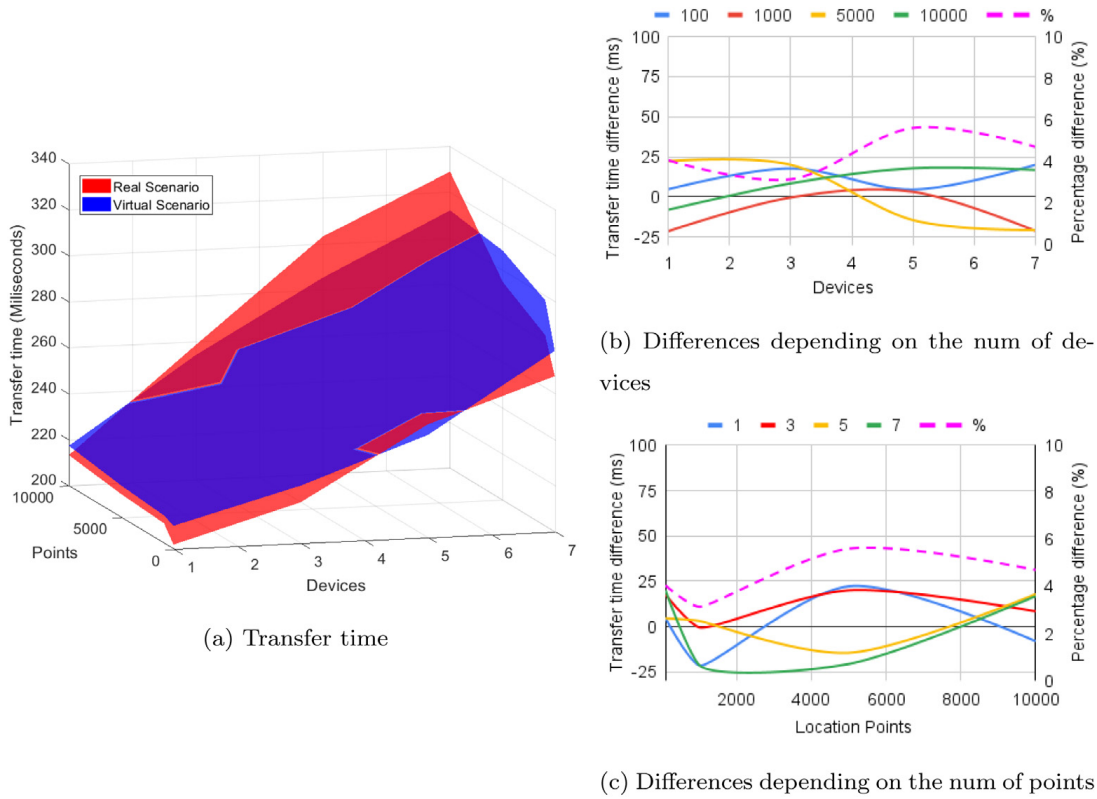 340
320
300
280
260
240
220
200
Transfer time (Miliseconds)
Real Scenario
Virtual Scenario
10000
5000
0
Points
1
2
3
4
5
6
7
Devices
(a) Transfer time
100 1000 5000 10000 %
100
75
50
25
0
-25
Transfer time difference (ms)
10
8
6
4
2
0
Percentage difference (%)
1 2 3 4 5 6 7
Devices
(b) Differences depending on the num of de-
vices
1 3 5 7 %
100
75
50
25
0
-25
Transfer time difference (ms)
10
8
6
4
2
0
Percentage difference (%)
2000 4000 6000 8000 10000
Location Points
(c) Differences depending on the num of points